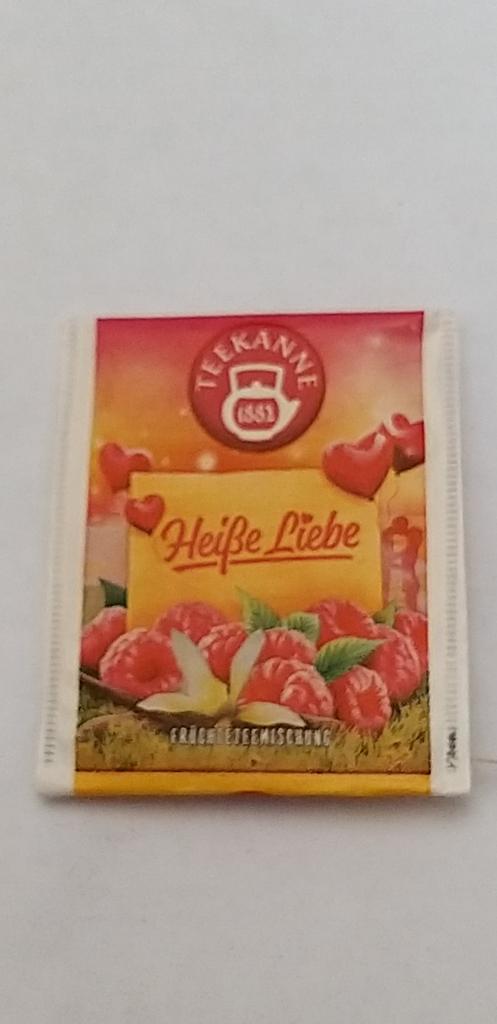 TEEKANNE
1882
Heiße Liebe
FRÜCHTETEEMISCHUNG